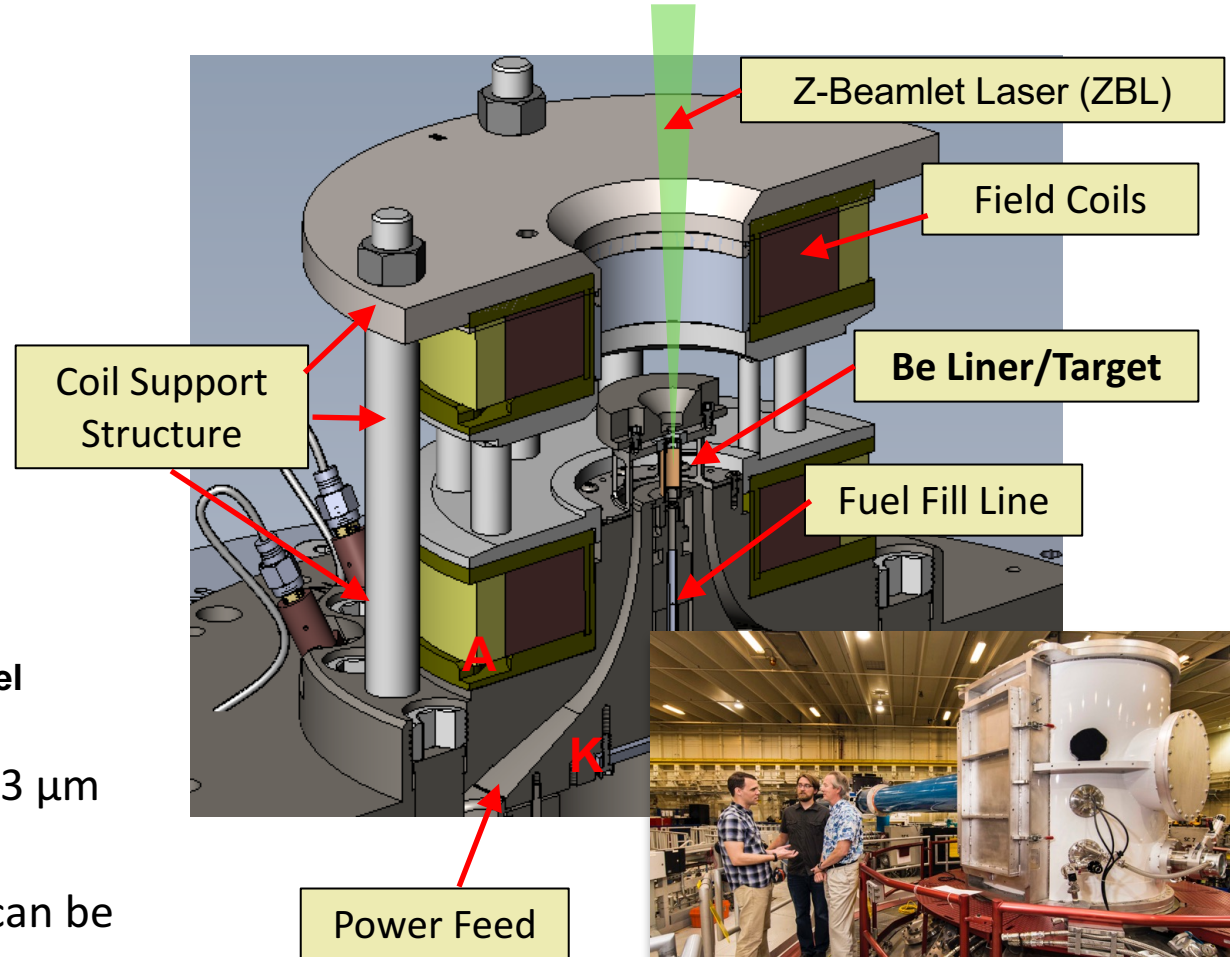 Z-Beamlet Laser (ZBL)
Field Coils
Be Liner/Target
Coil Support
Structure
Fuel Fill Line
A
K
3 µm
can be
Power Feed